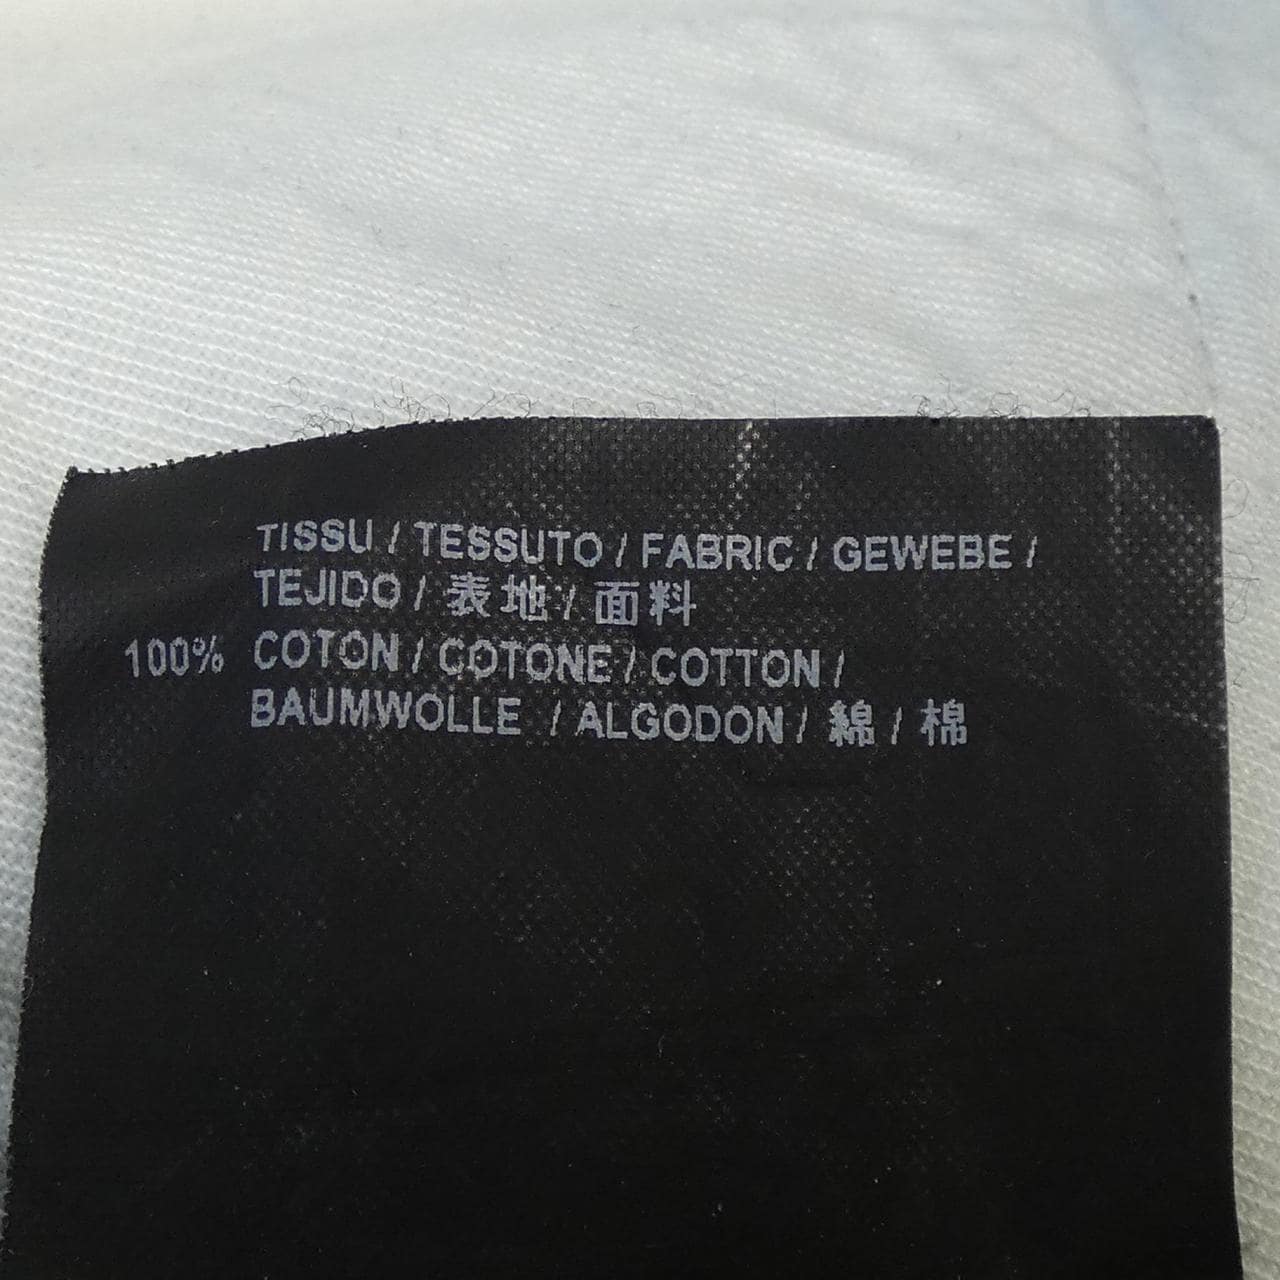 TISSU / TESSUTO / FABRIC / GEWEBE /
TEJIDO / 表地 / 面料
100% COTON / COTONE / COTTON /
BAUMWOLLE / ALGODON / 綿 / 棉